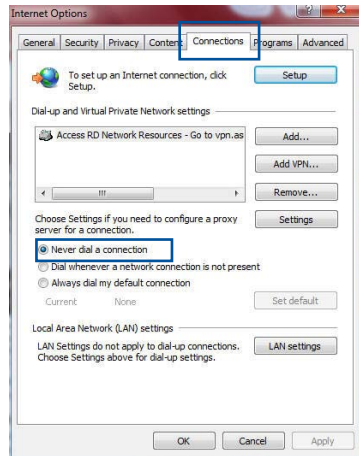 Internet Options
General Security Privacy Content Connections Programs Advanced
To set up an Internet connection, click
Setup.
Setup
Dial-up and Virtual Private Network settings
Access RD Network Resources - Go to vpn.as
Add...
Add VPN...
Remove...
Choose Settings if you need to configure a proxy
server for a connection.
Settings
Never dial a connection
Dial whenever a network connection is not present
Always dial my default connection
Current None
Set default
Local Area Network (LAN) settings
LAN Settings do not apply to dial-up connections.
Choose Settings above for dial-up settings.
LAN settings
OK Cancel Apply